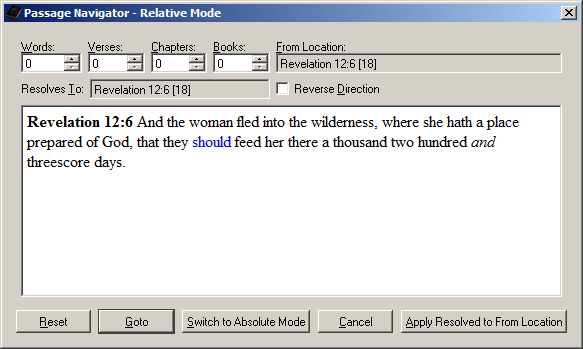 Passage Navigator - Relative Mode
Words: Verses: Chapters: Books: From Location:
0 0 0 0 Revelation 12:6 [18]
Resolves To: Revelation 12:6 [18] Reverse Direction
Revelation 12:6 And the woman fled into the wilderness, where she hath a place
prepared of God, that they should feed her there a thousand two hundred and
threescore days.
Reset Goto Switch to Absolute Mode Cancel Apply Resolved to From Location